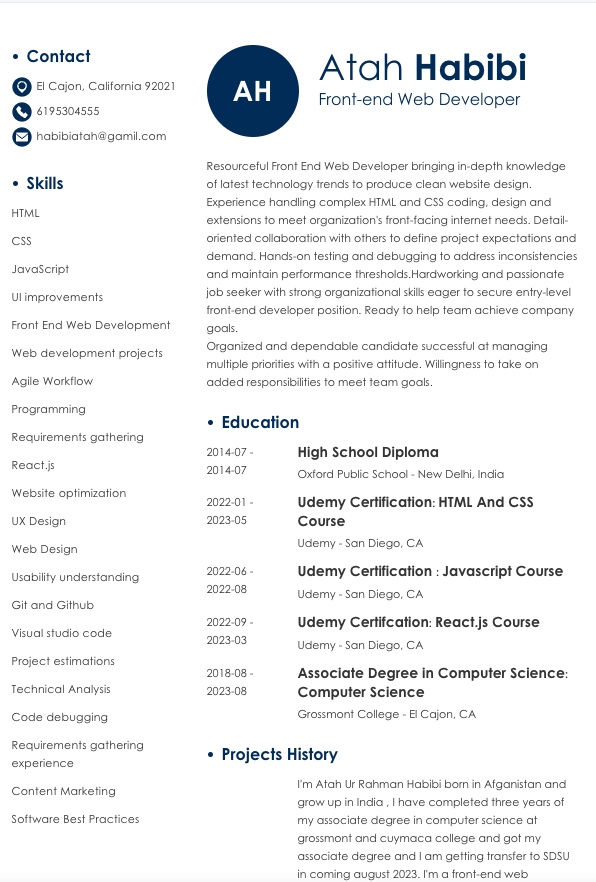 Contact
El Cajon, California 92021
6195304555
habibiatah@gamil.com
Skills
HTML
CSS
JavaScript
UI improvements
Front End Web Development
Web development projects
Agile Workflow
Programming
Requirements gathering
React.js
Website optimization
UX Design
Web Design
Usability understanding
Git and Github
Visual studio code
Project estimations
Technical Analysis
Code debugging
Requirements gathering
experience
Content Marketing
Software Best Practices
AH
Atah Habibi
Front-end Web Developer
Resourceful Front End Web Developer bringing in-depth knowledge
of latest technology trends to produce clean website design.
Experience handling complex HTML and CSS coding, design and
extensions to meet organization's front-facing internet needs. Detail-
oriented collaboration with others to define project expectations and
demand. Hands-on testing and debugging to address inconsistencies
and maintain performance thresholds.Hardworking and passionate
job seeker with strong organizational skills eager to secure entry-level
front-end developer position. Ready to help team achieve company
goals.
Organized and dependable candidate successful at managing
multiple priorities with a positive attitude. Willingness to take on
added responsibilities to meet team goals.
Education
2014-07 -
2014-07
High School Diploma
Oxford Public School - New Delhi, India
2022-01 -
2023-05
Udemy Certification: HTML And CSS
Course
Udemy - San Diego, CA
2022-06 -
2022-08
Udemy Certification : Javascript Course
Udemy - San Diego, CA
2022-09 -
2023-03
Udemy Certifcation: React.js Course
Udemy - San Diego, CA
2018-08 -
2023-08
Associate Degree in Computer Science:
Computer Science
Grossmont College - El Cajon, CA
Projects History
I'm Atah Ur Rahman Habibi born in Afganistan and
grow up in India , I have completed three years of
my associate degree in computer science at
grossmont and cuymaca college and got my
associate degree and I am getting transfer to SDSU
in coming august 2023. I'm a front-end web